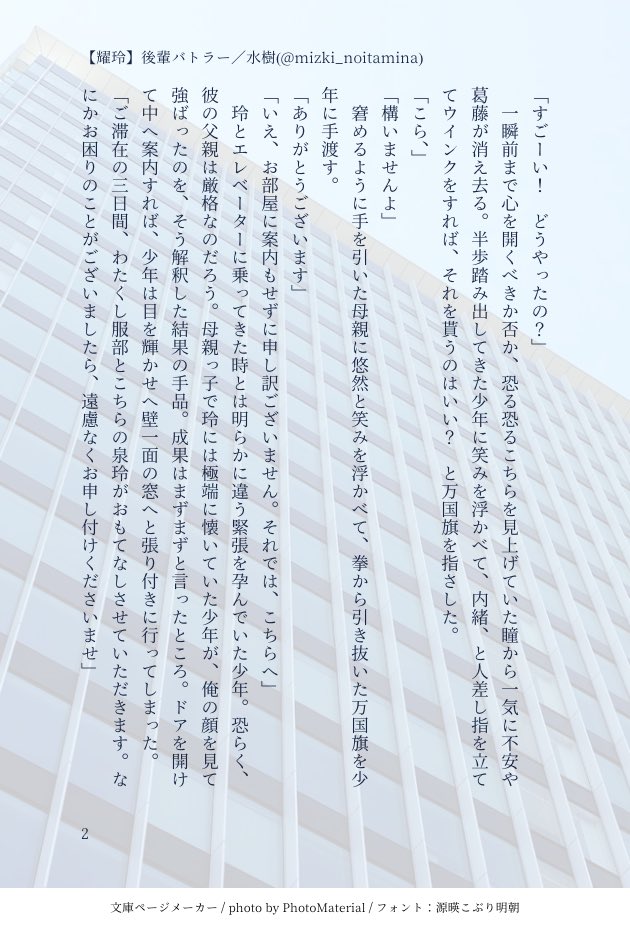 【耀玲】後輩バトラー／水樹(@mizki_noitamina)
「すごーい！　どうやったの？」
　一瞬前まで心を開くべきか否か、恐る恐るこちらを見上げていた瞳から一気に不安や
葛藤が消え去る。半歩踏み出してきた少年に笑みを浮かべて、内緒、と人差し指を立て
てウインクをすれば、それを貰うのはいい？　と万国旗を指さした。
「こら、」
「構いませんよ」
　窘めるように手を引いた母親に悠然と笑みを浮かべて、拳から引き抜いた万国旗を少
年に手渡す。
「ありがとうございます」
「いえ、お部屋に案内もせずに申し訳ございません。それでは、こちらへ」
　玲とエレベーターに乗ってきた時とは明らかに違う緊張を孕んでいた少年。恐らく、
彼の父親は厳格なのだろう。母親っ子で玲には極端に懐いていた少年が、俺の顔を見て
強ばったのを、そう解釈した結果の手品。成果はまずまずと言ったところ。ドアを開け
て中へ案内すれば、少年は目を輝かせへ壁一面の窓へと張り付きに行ってしまった。
「ご滞在の三日間、わたくし服部とこちらの泉玲がおもてなしさせていただきます。な
にかお困りのことがございましたら、遠慮なくお申し付けくださいませ」
2
文庫ページメーカー / photo by PhotoMaterial / フォント：源暎こぶり明朝